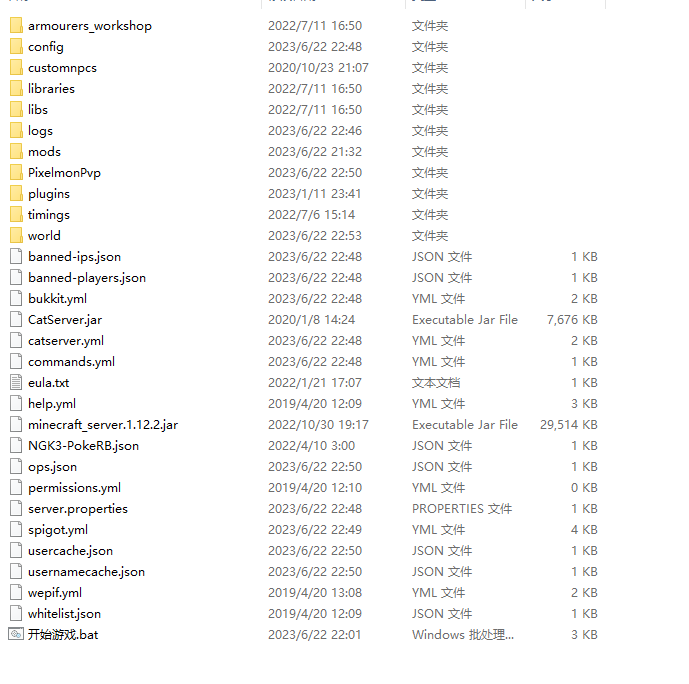 armourers_workshop 2022/7/11 16:50 文件夹
config 2023/6/22 22:48 文件夹
customnpcs 2020/10/23 21:07 文件夹
libraries 2022/7/11 16:50 文件夹
libs 2022/7/11 16:50 文件夹
logs 2023/6/22 22:46 文件夹
mods 2023/6/22 21:32 文件夹
PixelmonPvp 2023/6/22 22:50 文件夹
plugins 2023/1/11 23:41 文件夹
timings 2022/7/6 15:14 文件夹
world 2023/6/22 22:53 文件夹
banned-ips.json 2023/6/22 22:48 JSON 文件 1 KB
banned-players.json 2023/6/22 22:48 JSON 文件 1 KB
bukkit.yml 2023/6/22 22:48 YML 文件 2 KB
CatServer.jar 2020/1/8 14:24 Executable Jar File 7,676 KB
catserver.yml 2023/6/22 22:48 YML 文件 2 KB
commands.yml 2023/6/22 22:48 YML 文件 1 KB
eula.txt 2022/1/21 17:07 文本文档 1 KB
help.yml 2019/4/20 12:09 YML 文件 3 KB
minecraft_server.1.12.2.jar 2022/10/30 19:17 Executable Jar File 29,514 KB
NGK3-PokeRB.json 2022/4/10 3:00 JSON 文件 1 KB
ops.json 2023/6/22 22:50 JSON 文件 1 KB
permissions.yml 2019/4/20 12:10 YML 文件 0 KB
server.properties 2023/6/22 22:48 PROPERTIES 文件 1 KB
spigot.yml 2023/6/22 22:49 YML 文件 4 KB
usercache.json 2023/6/22 22:50 JSON 文件 1 KB
usernamecache.json 2023/6/22 22:50 JSON 文件 1 KB
wepif.yml 2019/4/20 13:08 YML 文件 2 KB
whitelist.json 2019/4/20 12:09 JSON 文件 1 KB
开始游戏.bat 2023/6/22 22:01 Windows 批处理... 3 KB